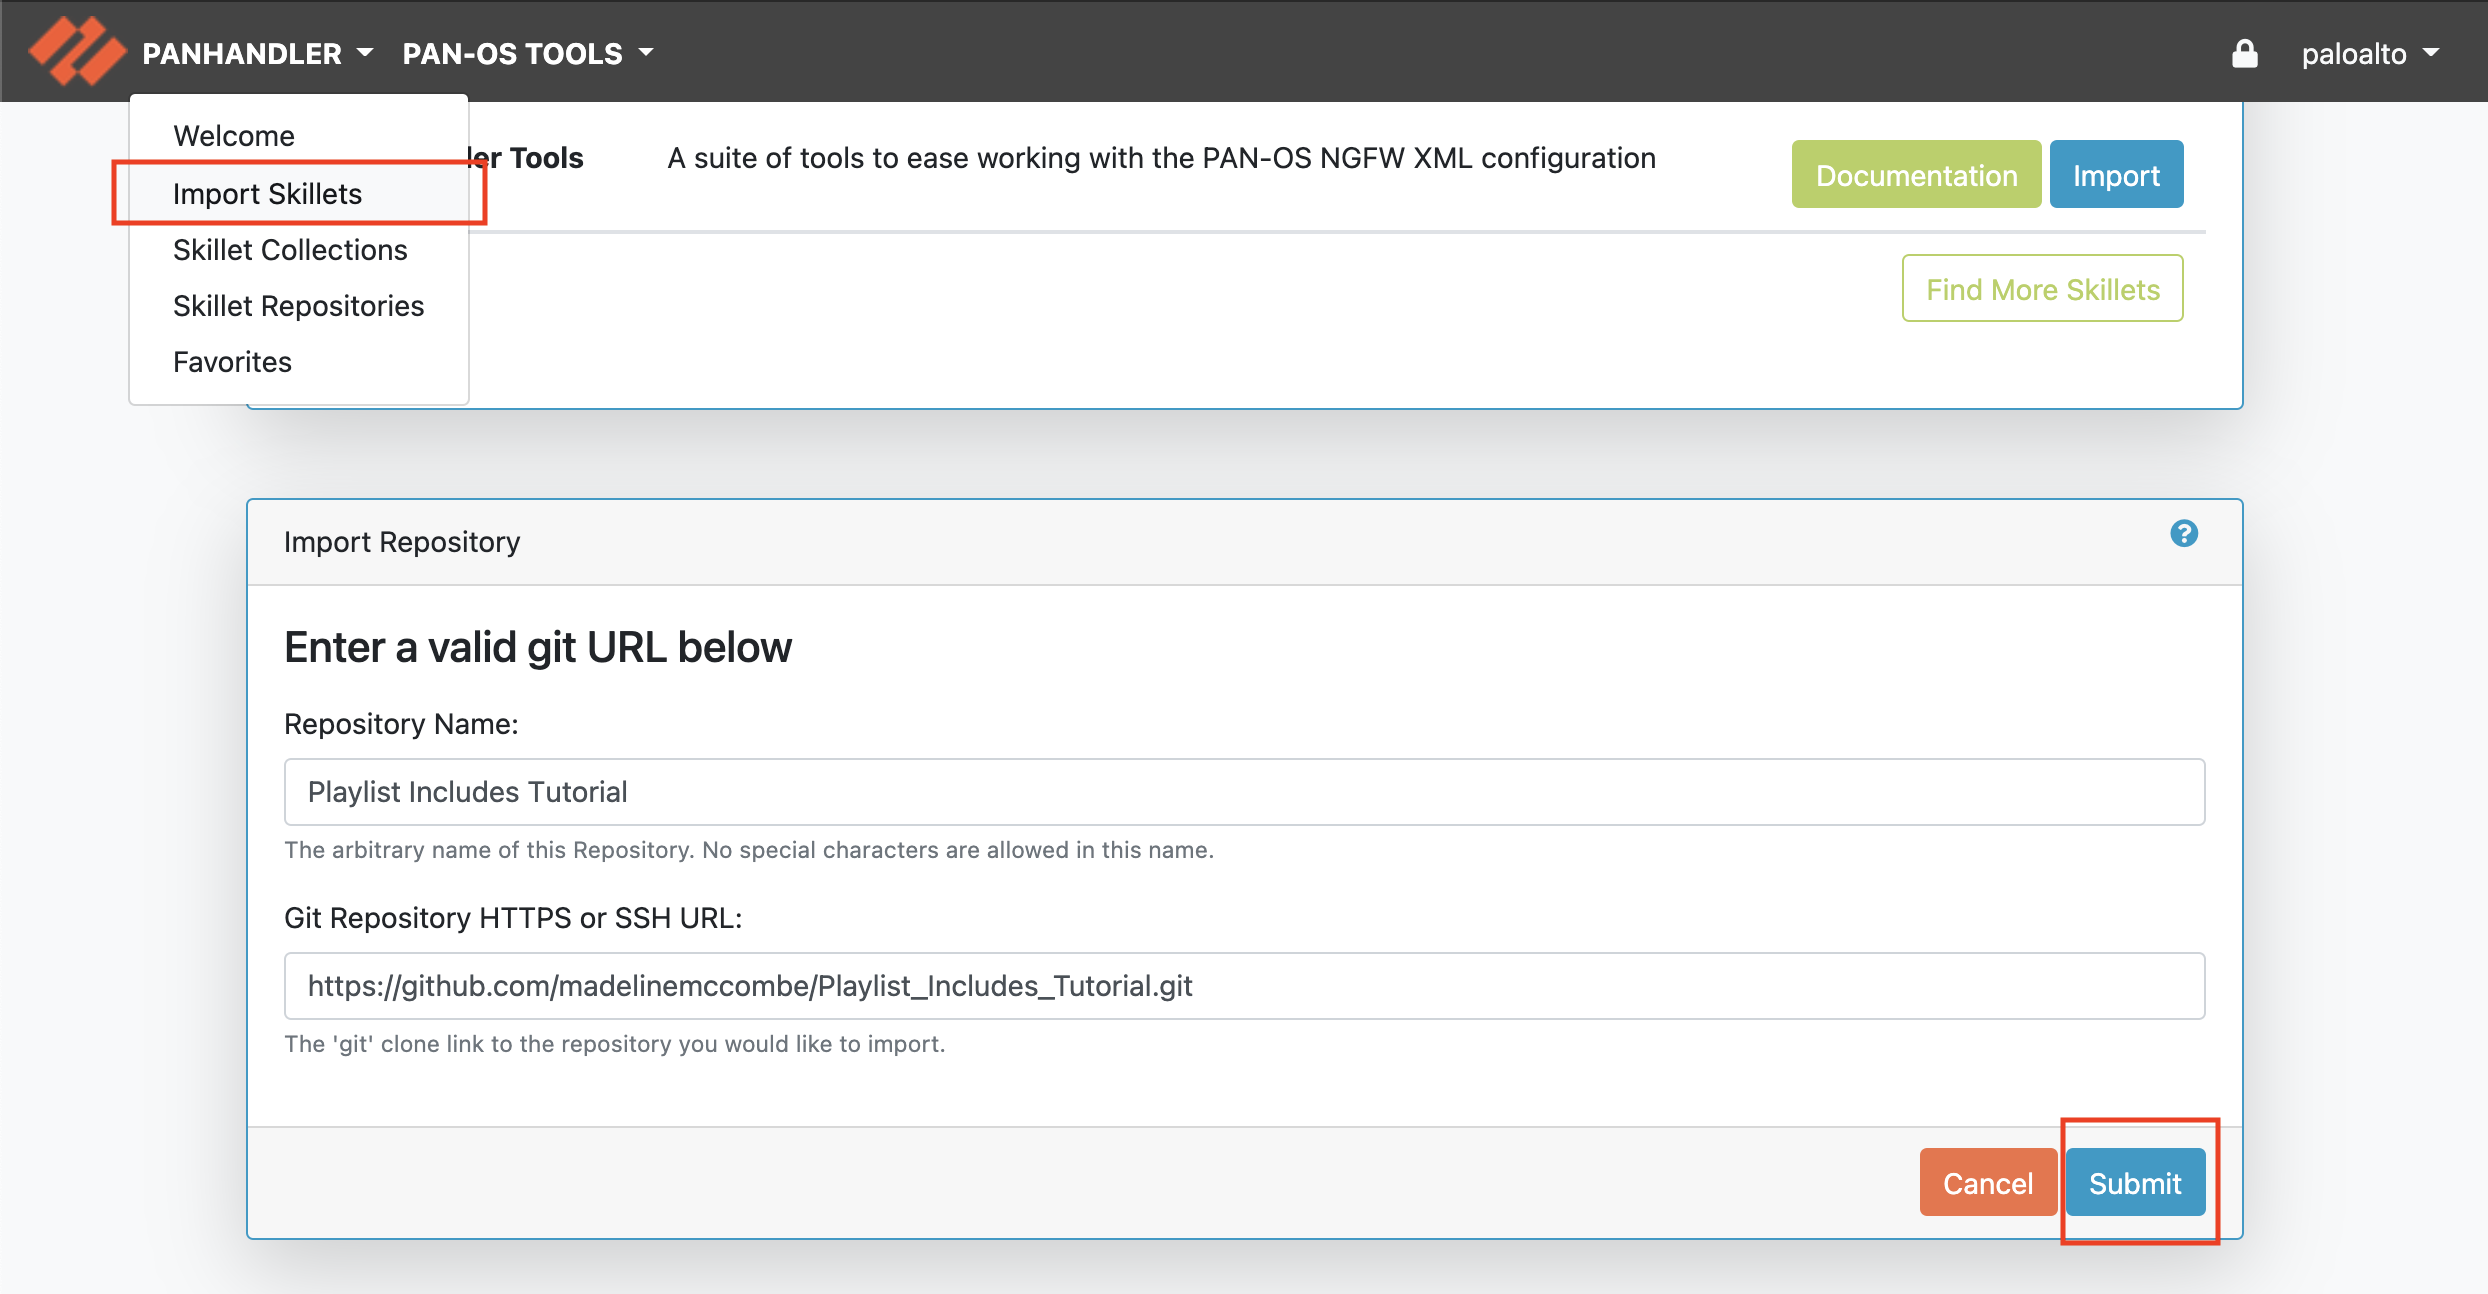 PANHANDLER PAN-OS TOOLS paloalto
Welcome
Import Skillets
Skillet Collections
Skillet Repositories
Favorites
Tools A suite of tools to ease working with the PAN-OS NGFW XML configuration Documentation Import
Find More Skillets
Import Repository
Enter a valid git URL below
Repository Name:
Playlist Includes Tutorial
The arbitrary name of this Repository. No special characters are allowed in this name.
Git Repository HTTPS or SSH URL:
https://github.com/madelinemccombe/Playlist_Includes_Tutorial.git
The 'git' clone link to the repository you would like to import.
Cancel Submit